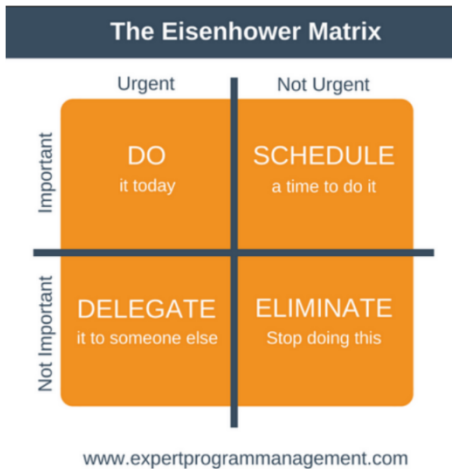 The Eisenhower Matrix
Urgent
Not Urgent
Important
DO
it today
SCHEDULE
a time to do it
Not Important
DELEGATE
it to someone else
ELIMINATE
Stop doing this
www.expertprogrammanagement.com